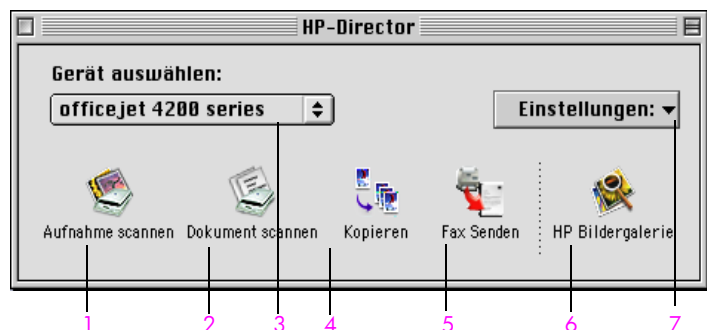 HP-Director
Gerät auswählen:
officejet 4200 series
Einstellungen:
Aufnahme scannen
Dokument scannen
Kopieren
Fax Senden
HP Bildergalerie
1 2 3 4 5 6 7